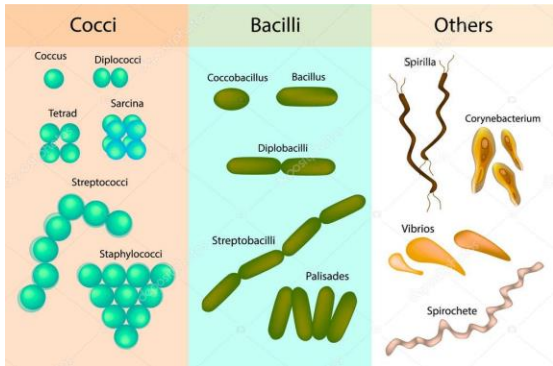 Cocci
Bacilli
Others
Coccus
Diplococci
Tetrad
Sarcina
Streptococci
Staphylococci
Coccobacillus
Bacillus
Diplobacilli
Streptobacilli
Palisades
Spirilla
Corynebacterium
Vibrios
Spirochete